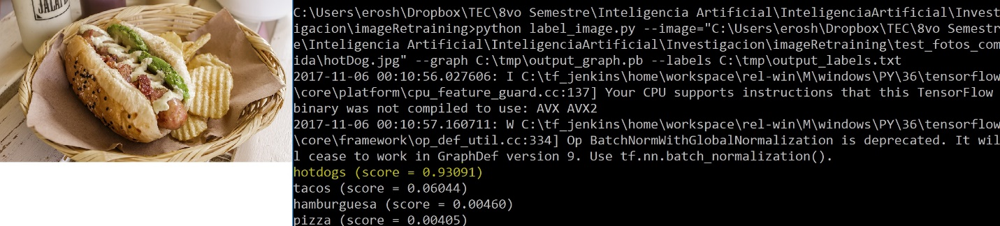 JALAP
C:\Users\erosh\Dropbox\TEC\8vo Semestre\Inteligencia Artificial\InteligenciaArtificial\Invest
igacion\imageRetraining>python label_image.py --image="C:\Users\erosh\Dropbox\TEC\8vo Semestr
e\Inteligencia Artificial\InteligenciaArtificial\Investigacion\imageRetraining\test_fotos_com
ida\hotDog.jpg" --graph C:\tmp\output_graph.pb --labels C:\tmp\output_labels.txt
2017-11-06 00:10:56.027606: I C:\tf_jenkins\home\workspace\rel-win\M\windows\PY\36\tensorflow
\core\platform\cpu_feature_guard.cc:137] Your CPU supports instructions that this TensorFlow
binary was not compiled to use: AVX AVX2
2017-11-06 00:10:57.160711: W C:\tf_jenkins\home\workspace\rel-win\M\windows\PY\36\tensorflow
\core\framework\op_def_util.cc:334] Op BatchNormWithGlobalNormalization is deprecated. It wil
l cease to work in GraphDef version 9. Use tf.nn.batch_normalization().
hotdogs (score = 0.93091)
tacos (score = 0.06044)
hamburguesa (score = 0.00460)
pizza (score = 0.00405)